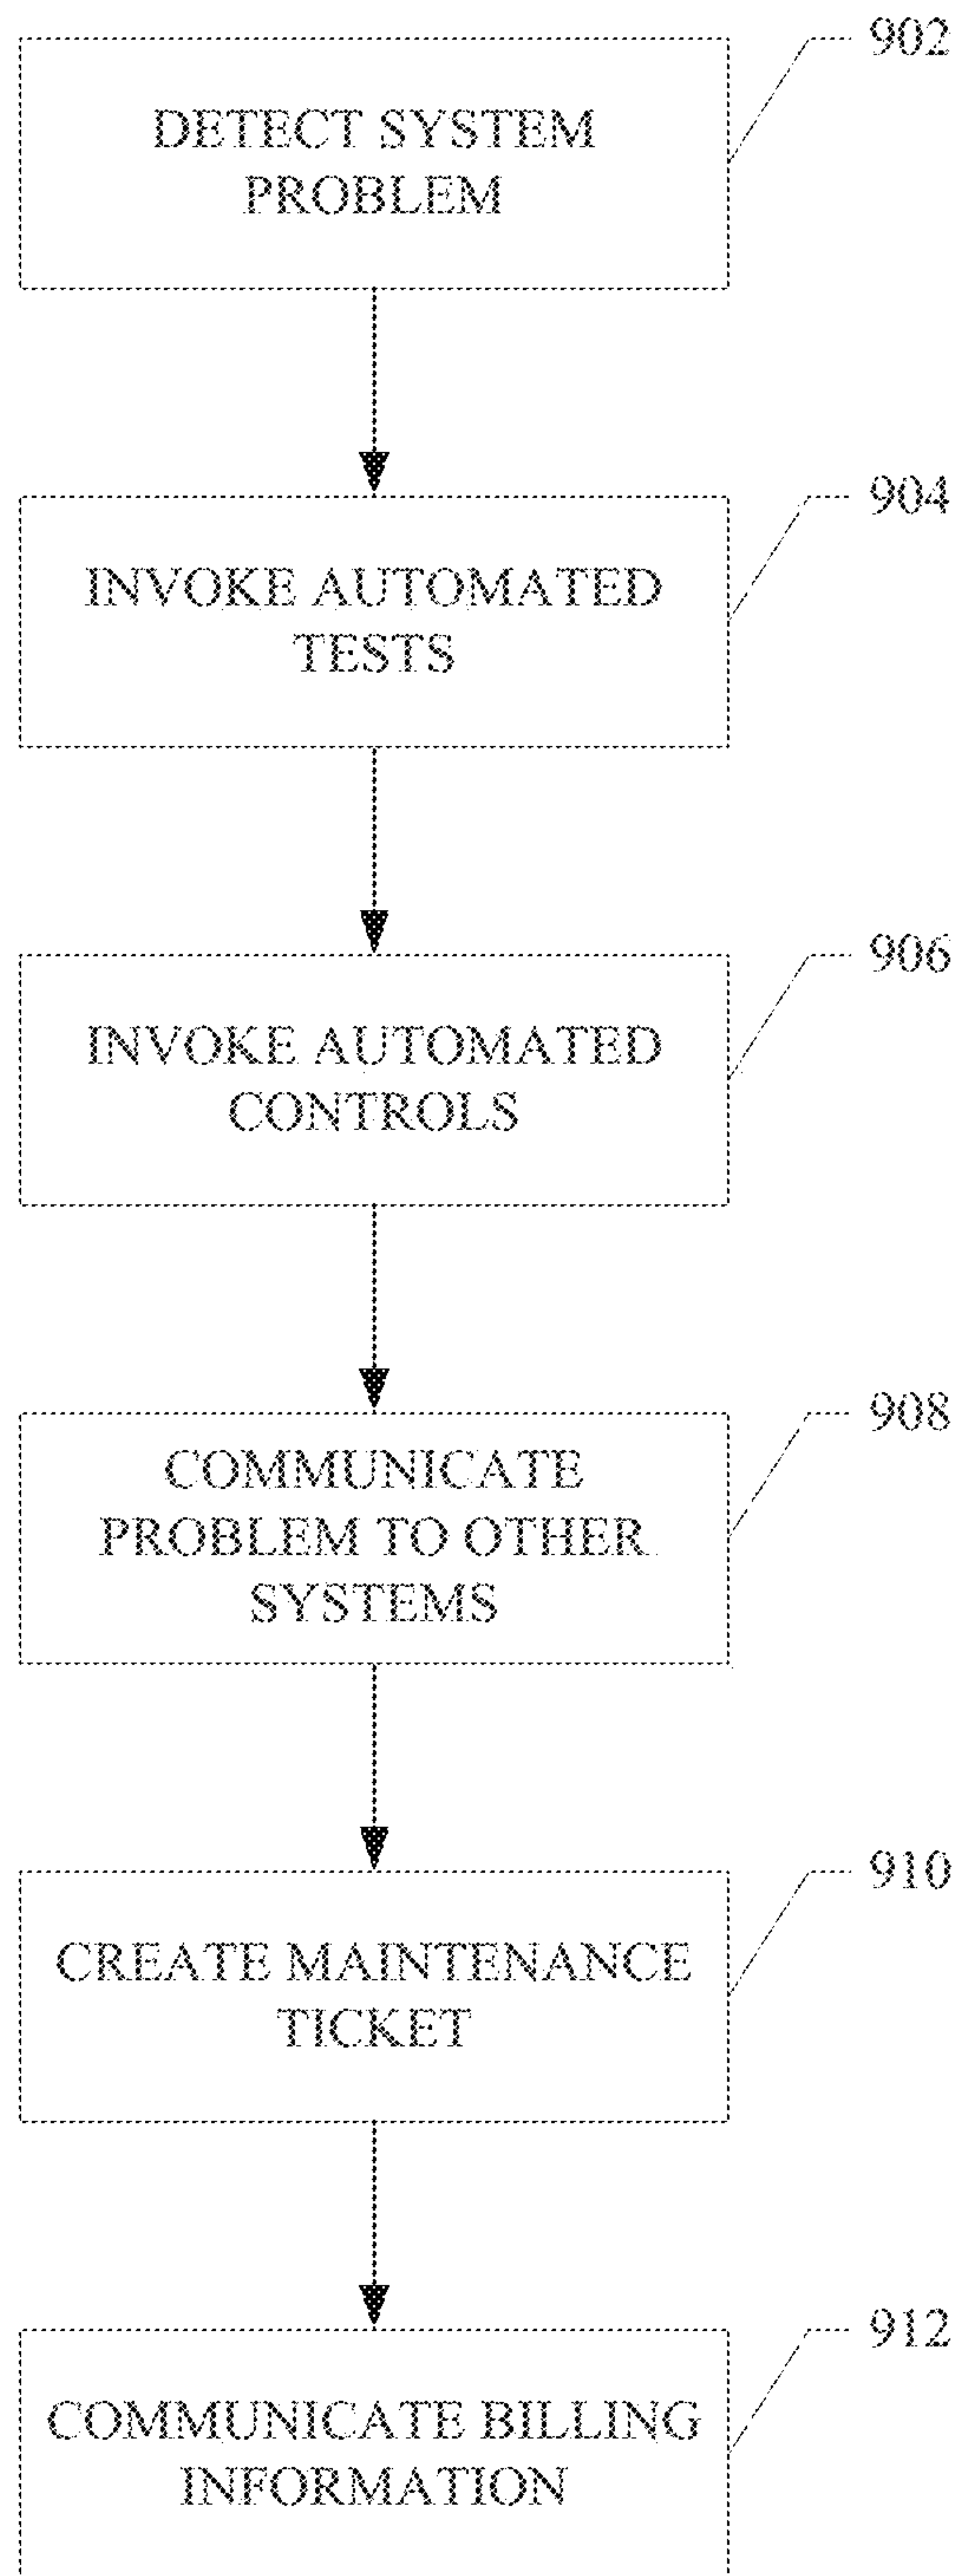 902
DETECT SYSTEM
PROBLEM
904
INVOKE AUTOMATED
TESTS
906
INVOKE AUTOMATED
CONTROLS
908
COMMUNICATE
PROBLEM TO OTHER
SYSTEMS
910
CREATE MAINTENANCE
TICKET
912
COMMUNICATE BILLING
INFORMATION